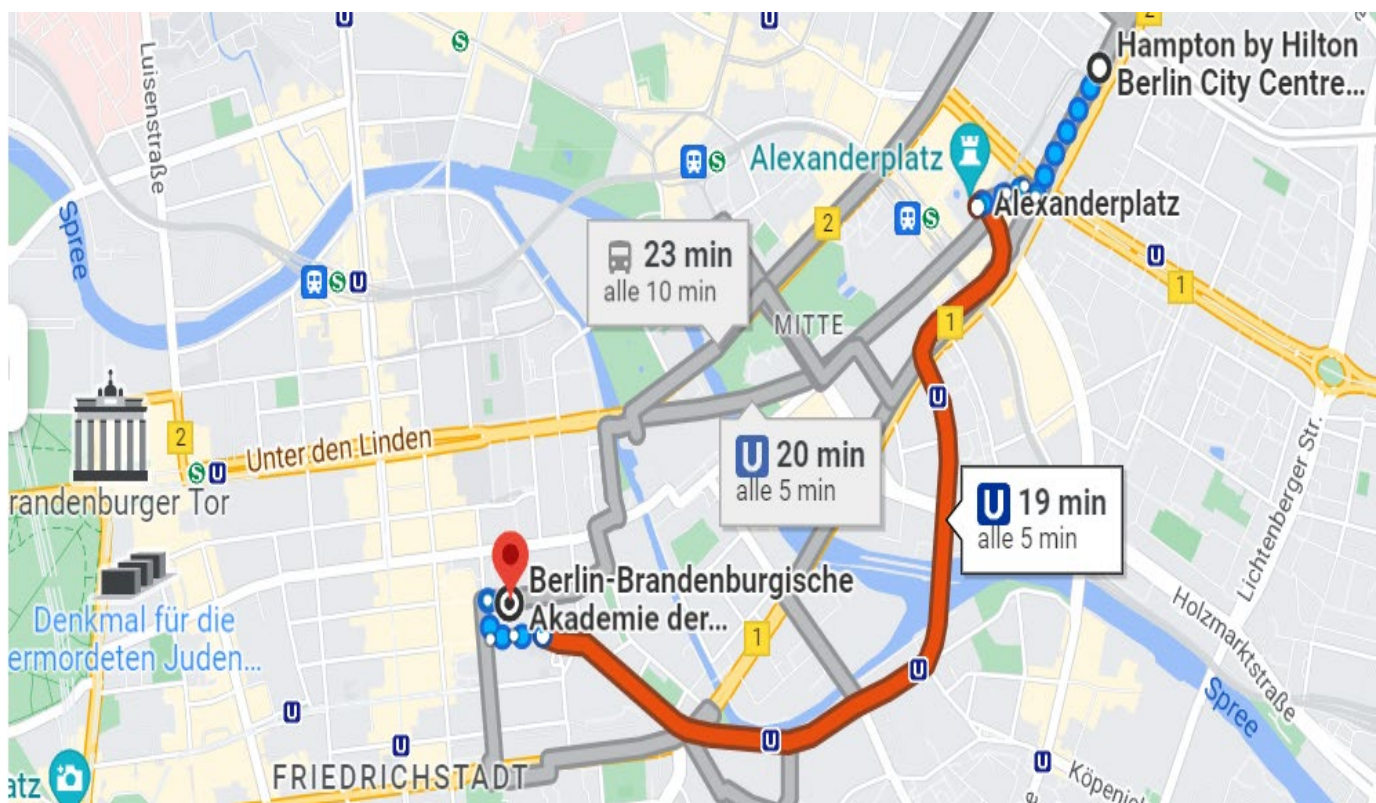 Luisenstraße
Spree
2
Hampton by Hilton
Berlin City Centre...
Alexanderplatz
Alexanderplatz
2
1
23 min
alle 10 min
MITTE
1
Unter den Linden
2
randenburger Tor
20 min
alle 5 min
19 min
alle 5 min
Lichtenberger Str.
Holzmarktstraße
Berlin-Brandenburgische
Akademie der...
Denkmal für die
ermordeten Juden...
1
Spree
FRIEDRICHSTADT
atz